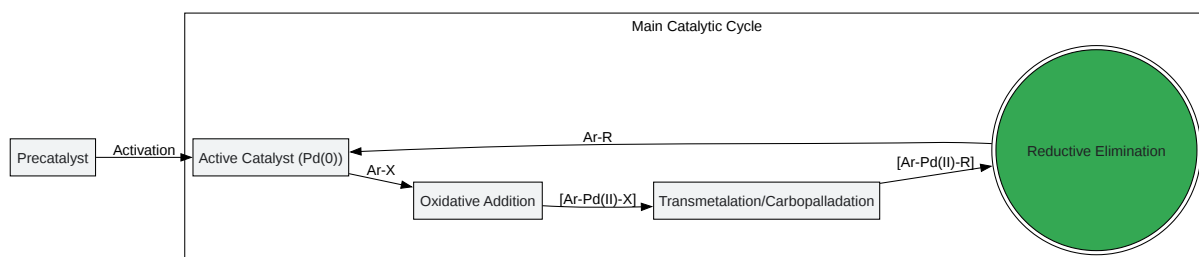 Main Catalytic Cycle
Precatalyst
Activation
Active Catalyst (Pd(0))
Ar-X
Oxidative Addition
[Ar-Pd(II)-X]
Transmetalation/Carbopalladation
[Ar-Pd(II)-R]
Reductive Elimination
Ar-R